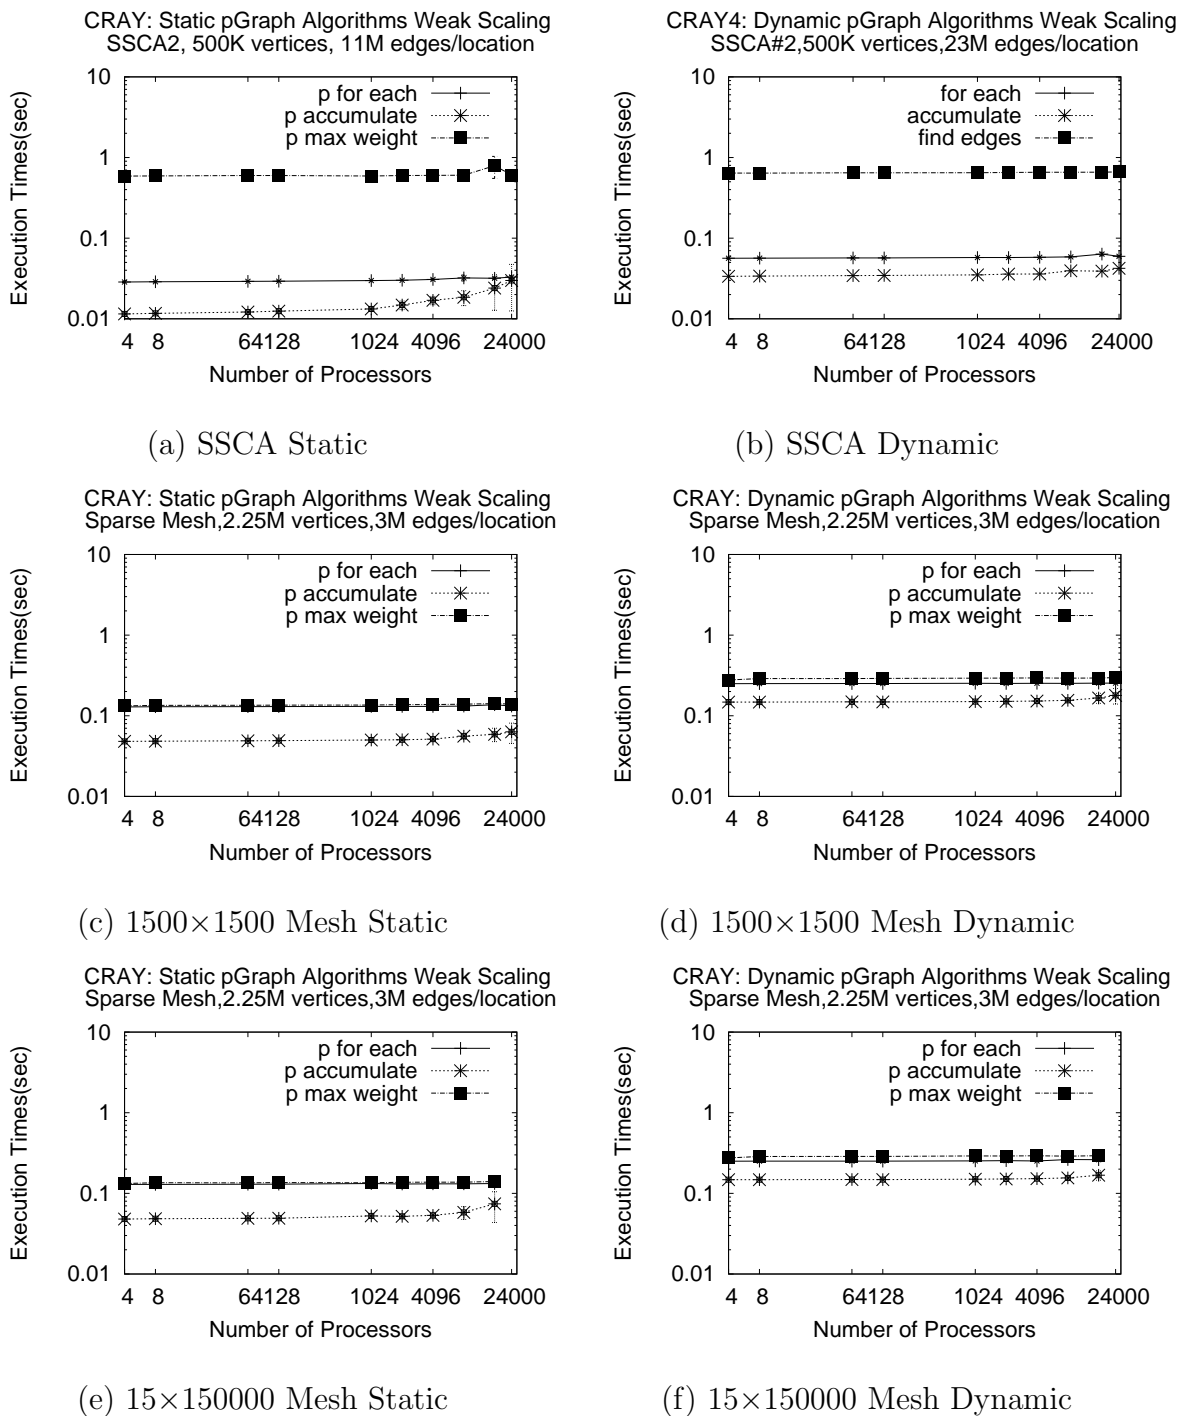 CRAY: Static pGraph Algorithms Weak Scaling
SSCA2, 500K vertices, 11M edges/location
Execution Times(sec)
10
1
0.1
0.01
p for each
p accumulate
p max weight
4 8 64128 1024 4096 24000
Number of Processors
(a) SSCA Static
CRAY4: Dynamic pGraph Algorithms Weak Scaling
SSCA#2,500K vertices,23M edges/location
Execution Times(sec)
10
1
0.1
0.01
for each
accumulate
find edges
4 8 64128 1024 4096 24000
Number of Processors
(b) SSCA Dynamic
CRAY: Static pGraph Algorithms Weak Scaling
Sparse Mesh,2.25M vertices,3M edges/location
Execution Times(sec)
10
1
0.1
0.01
p for each
p accumulate
p max weight
4 8 64128 1024 4096 24000
Number of Processors
(c) 1500×1500 Mesh Static
CRAY: Dynamic pGraph Algorithms Weak Scaling
Sparse Mesh,2.25M vertices,3M edges/location
Execution Times(sec)
10
1
0.1
0.01
p for each
p accumulate
p max weight
4 8 64128 1024 4096 24000
Number of Processors
(d) 1500×1500 Mesh Dynamic
CRAY: Static pGraph Algorithms Weak Scaling
Sparse Mesh,2.25M vertices,3M edges/location
Execution Times(sec)
10
1
0.1
0.01
p for each
p accumulate
p max weight
4 8 64128 1024 4096 24000
Number of Processors
(e) 15×150000 Mesh Static
CRAY: Dynamic pGraph Algorithms Weak Scaling
Sparse Mesh,2.25M vertices,3M edges/location
Execution Times(sec)
10
1
0.1
0.01
p for each
p accumulate
p max weight
4 8 64128 1024 4096 24000
Number of Processors
(f) 15×150000 Mesh Dynamic